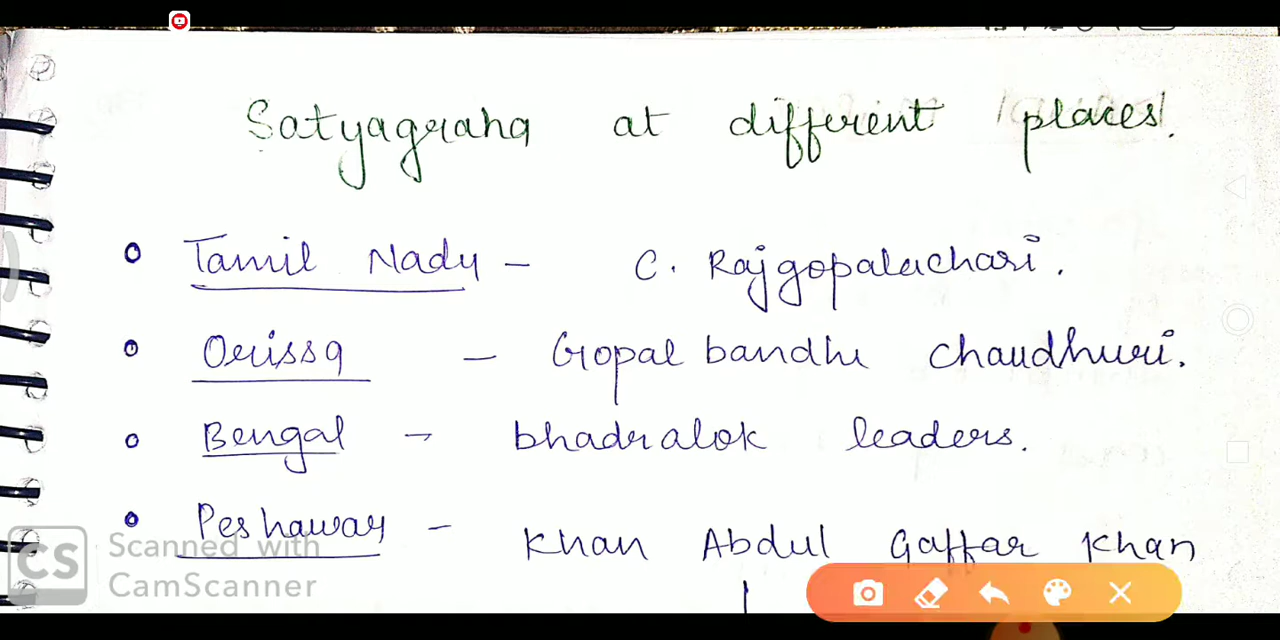 Satyagraha at different places.
Tamil Nadu - C. Rajgopalachari.
Orissa - Gopal bandhu Chaudhuri.
Bengal - bhadralok leaders.
Peshawar - Khan Abdul Gaffar Khan
CS Scanned with
CamScanner